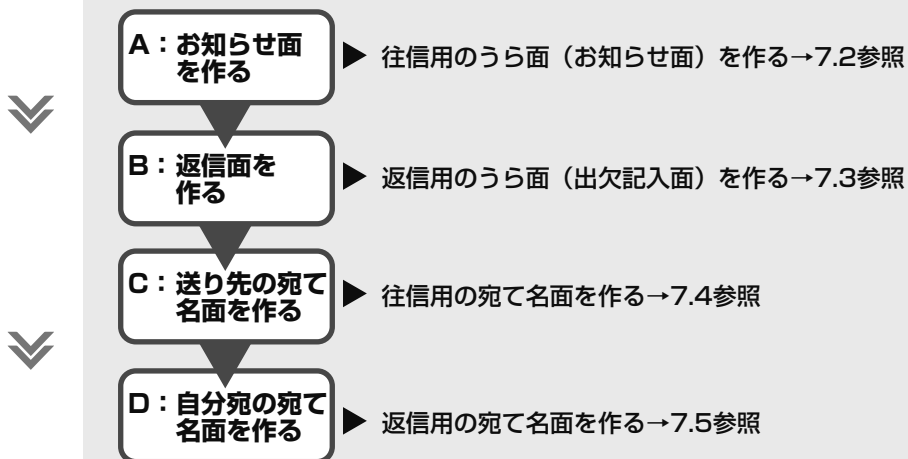 A：お知らせ面
を作る
▶ 往信用のうら面（お知らせ面）を作る→7.2参照
B：返信面を
作る
▶ 返信用のうら面（出欠記入面）を作る→7.3参照
C：送り先の宛て
名面を作る
▶ 往信用の宛て名面を作る→7.4参照
D：自分宛の宛て
名面を作る
▶ 返信用の宛て名面を作る→7.5参照